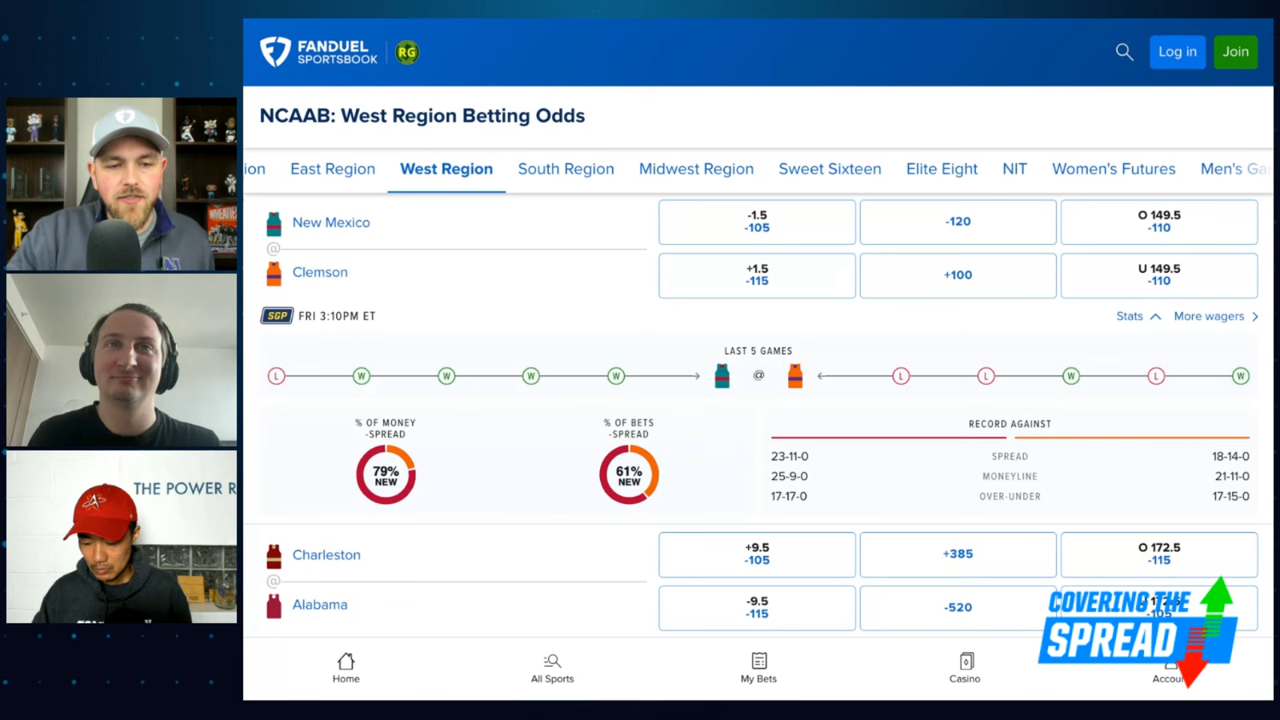 FANDUEL
SPORTSBOOK
RG
Log in
Join
NCAAB: West Region Betting Odds
ion
East Region
West Region
South Region
Midwest Region
Sweet Sixteen
Elite Eight
NIT
Women's Futures
Men's Ga
New Mexico
-1.5
-105
-120
O 149.5
-110
@
Clemson
+1.5
-115
+100
U 149.5
-110
SGP
FRI 3:10PM ET
Stats
More wagers
LAST 5 GAMES
L
W
W
W
W
@
L
L
W
L
W
% OF MONEY
-SPREAD
79%
NEW
% OF BETS
-SPREAD
61%
NEW
RECORD AGAINST
23-11-0
SPREAD
18-14-0
25-9-0
MONEYLINE
21-11-0
17-17-0
OVER-UNDER
17-15-0
Charleston
+9.5
-105
+385
O 172.5
-115
@
Alabama
-9.5
-115
-520
COVERING THE
SPREAD
Home
All Sports
My Bets
Casino
Accou
THE POWER R
WHEATIES